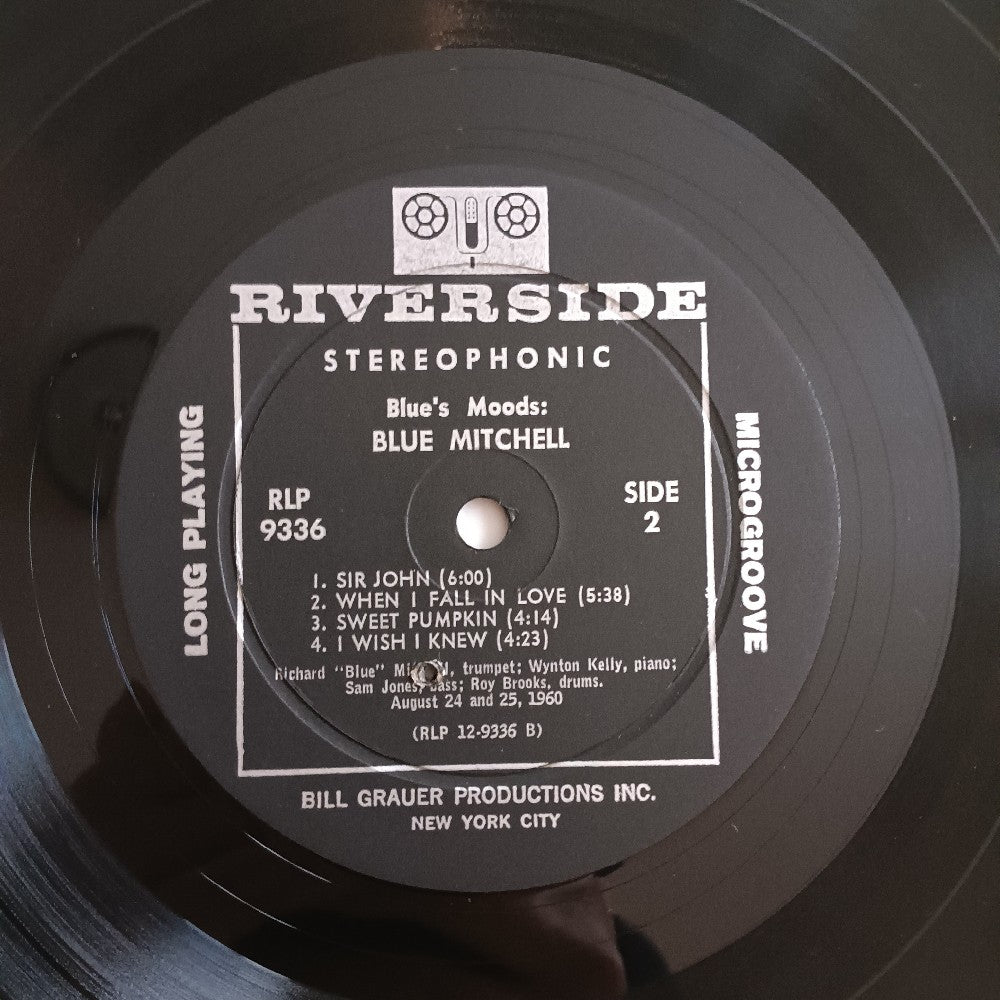 RIVERSIDE
STEREOPHONIC
Blue's Moods:
BLUE MITCHELL
LONG PLAYING
RLP
9336
SIDE
2
MICROGROOVE
1. SIR JOHN (6:00)
2. WHEN I FALL IN LOVE (5:38)
3. SWEET PUMPKIN (4:14)
4. I WISH I KNEW (4:23)
Richard "Blue" trumpet; Wynton Kelly, piano;
Sam Jones, bass; Roy Brooks, drums.
August 24 and 25, 1960
(RLP 12-9336 B)
BILL GRAUER PRODUCTIONS INC.
NEW YORK CITY